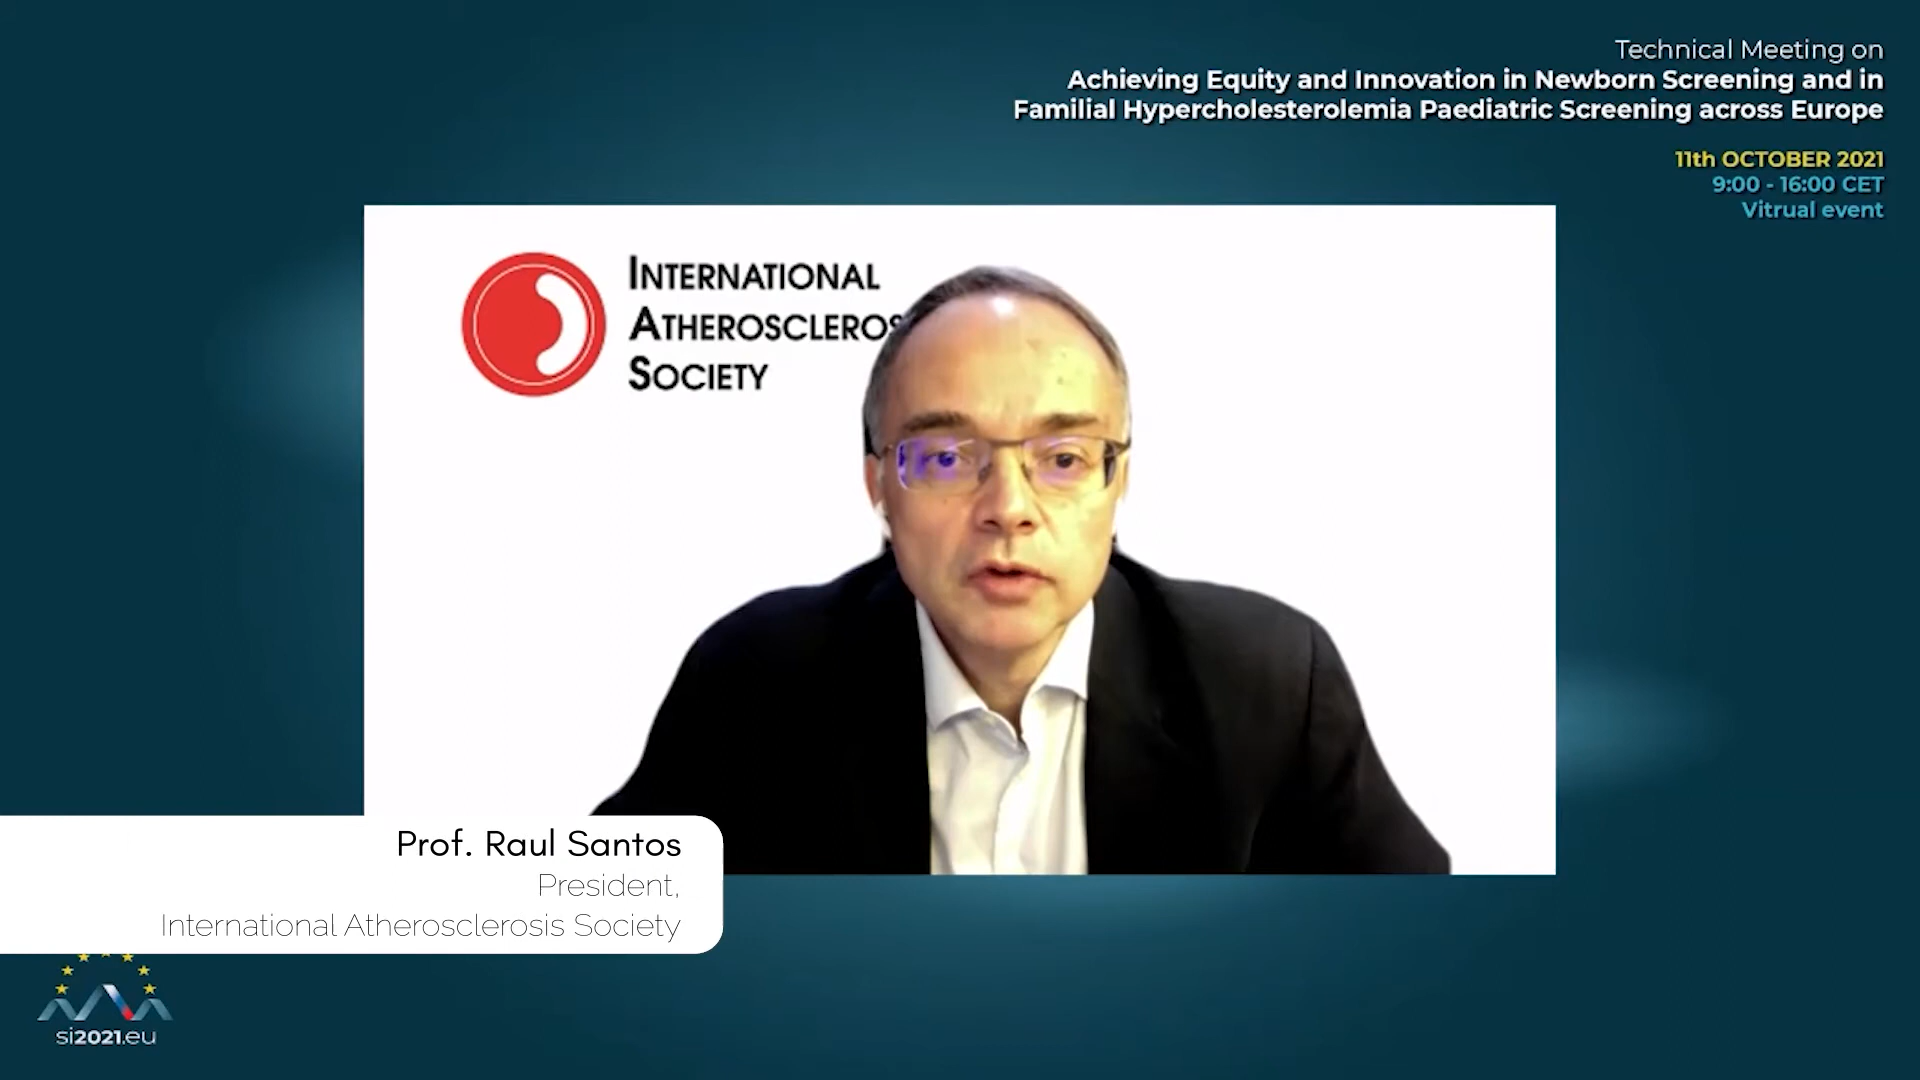 Technical Meeting on
Achieving Equity and Innovation in Newborn Screening and in
Familial Hypercholesterolemia Paediatric Screening across Europe
11th OCTOBER 2021
9:00 - 16:00 CET
Vitrual event
INTERNATIONAL
ATHEROSCLEROS
SOCIETY
Prof. Raul Santos
President,
International Atherosclerosis Society
si2021.eu